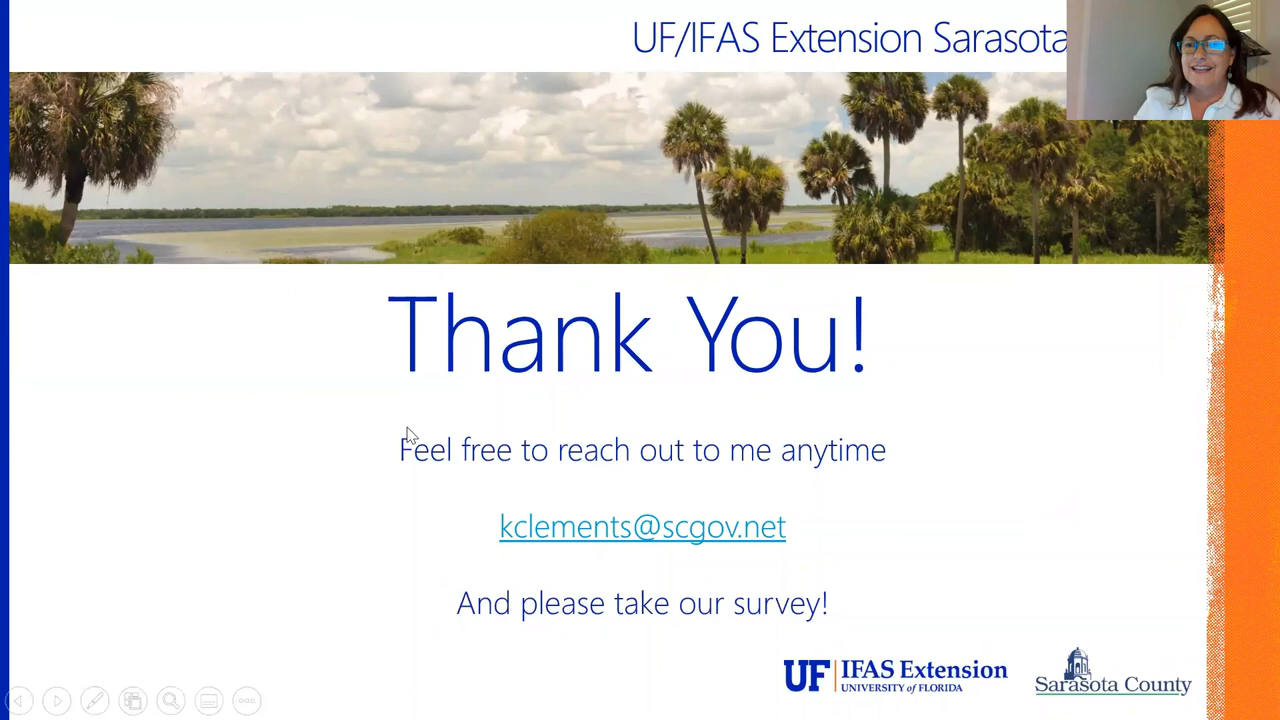 UF/IFAS Extension Sarasota
Thank You!
Feel free to reach out to me anytime
kclements@scgov.net
And please take our survey!
UF IFAS Extension
UNIVERSITY of FLORIDA
Sarasota County